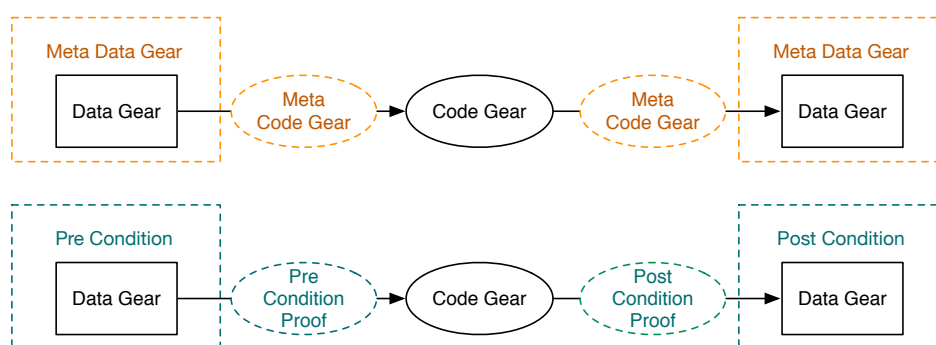 Meta Data Gear
Meta Data Gear
Data Gear
Meta
Code Gear
Code Gear
Meta
Code Gear
Data Gear
Pre Condition
Post Condition
Data Gear
Pre
Condition
Proof
Code Gear
Post
Condition
Proof
Data Gear